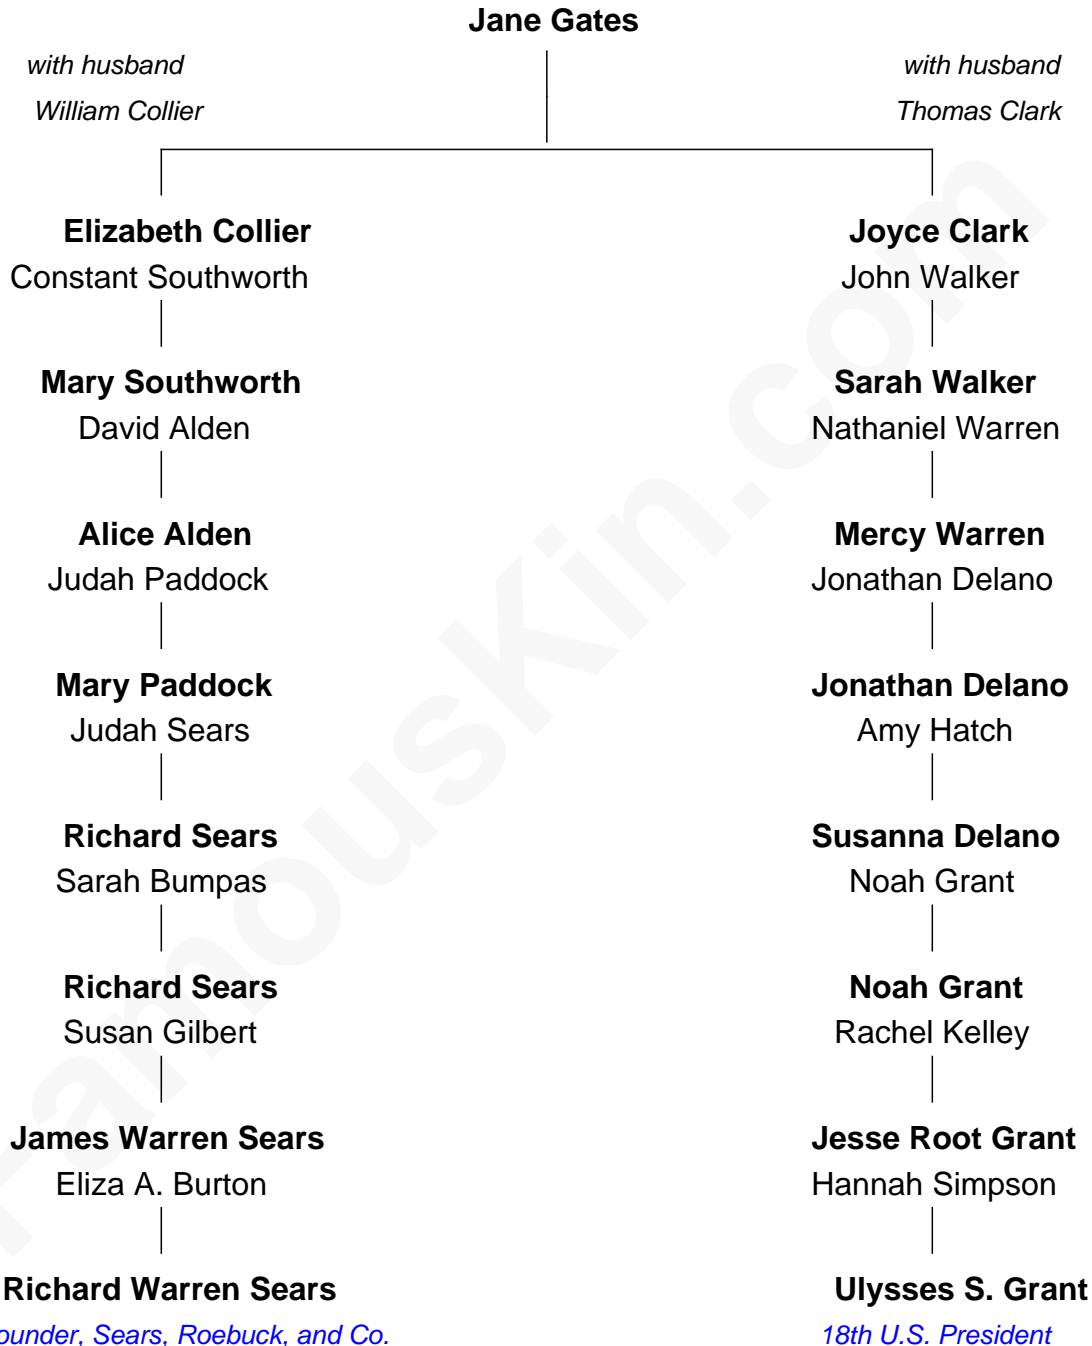 Jane Gates
with husband
William Collier
with husband
Thomas Clark
Elizabeth Collier
Constant Southworth
Joyce Clark
John Walker
Mary Southworth
David Alden
Sarah Walker
Nathaniel Warren
Alice Alden
Judah Paddock
Mercy Warren
Jonathan Delano
Mary Paddock
Judah Sears
Jonathan Delano
Amy Hatch
Richard Sears
Sarah Bumpas
Susanna Delano
Noah Grant
Richard Sears
Susan Gilbert
Noah Grant
Rachel Kelley
James Warren Sears
Eliza A. Burton
Jesse Root Grant
Hannah Simpson
Richard Warren Sears
ounder, Sears, Roebuck, and Co.
Ulysses S. Grant
18th U.S. President
FamousKin.com